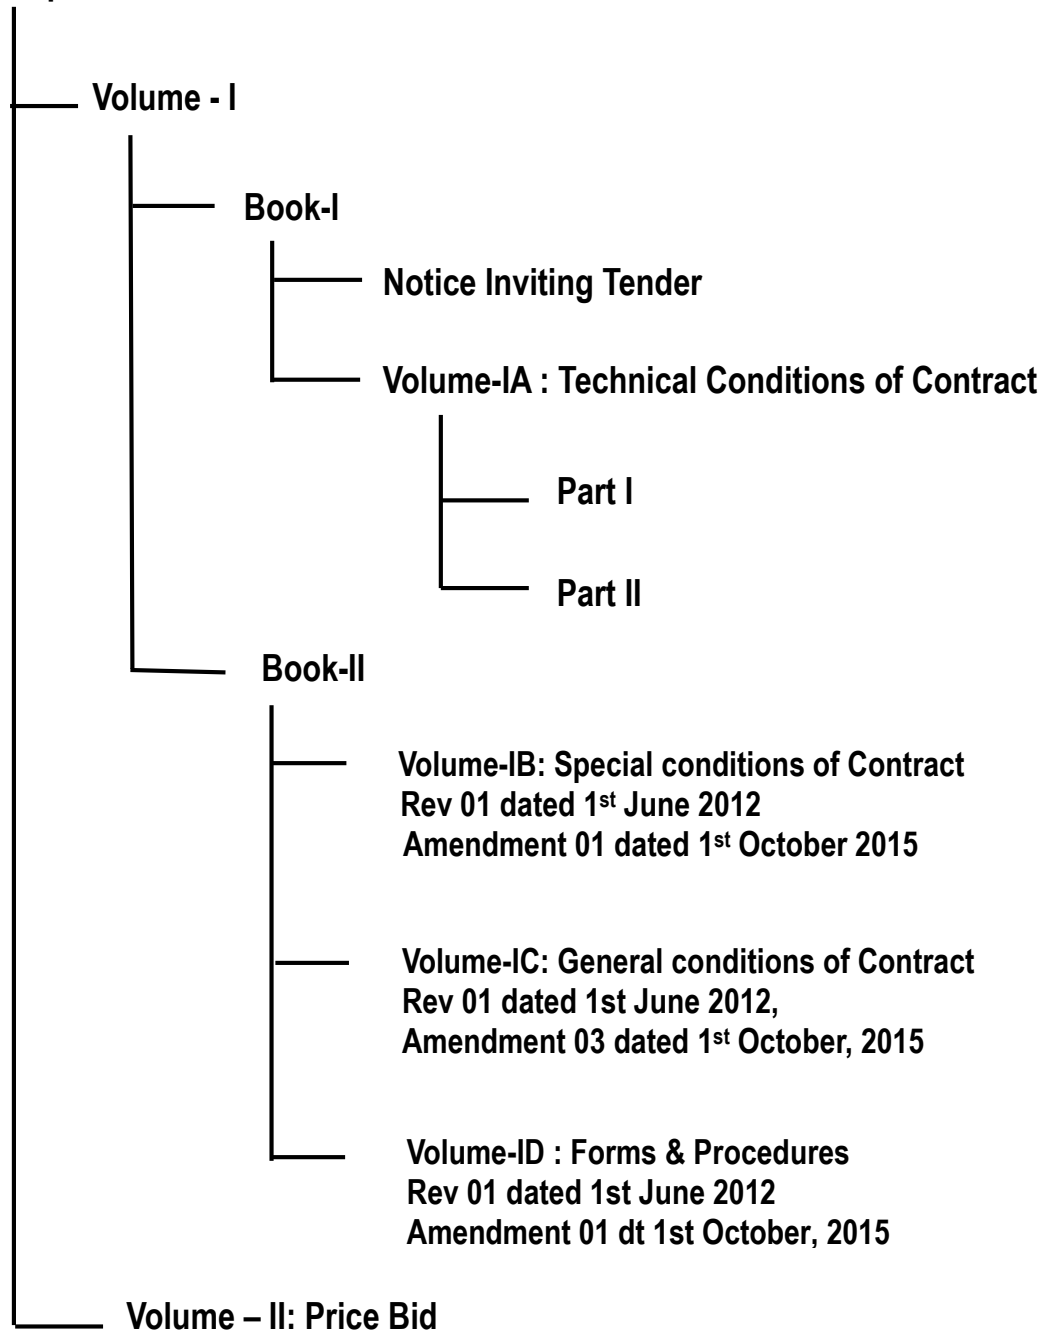 Volume - I
Book-I
Notice Inviting Tender
Volume-IA : Technical Conditions of Contract
Part I
Part II
Book-II
Volume-IB: Special conditions of Contract
Rev 01 dated 1st June 2012
Amendment 01 dated 1st October 2015
Volume-IC: General conditions of Contract
Rev 01 dated 1st June 2012,
Amendment 03 dated 1st October, 2015
Volume-ID : Forms & Procedures
Rev 01 dated 1st June 2012
Amendment 01 dt 1st October, 2015
Volume – II: Price Bid